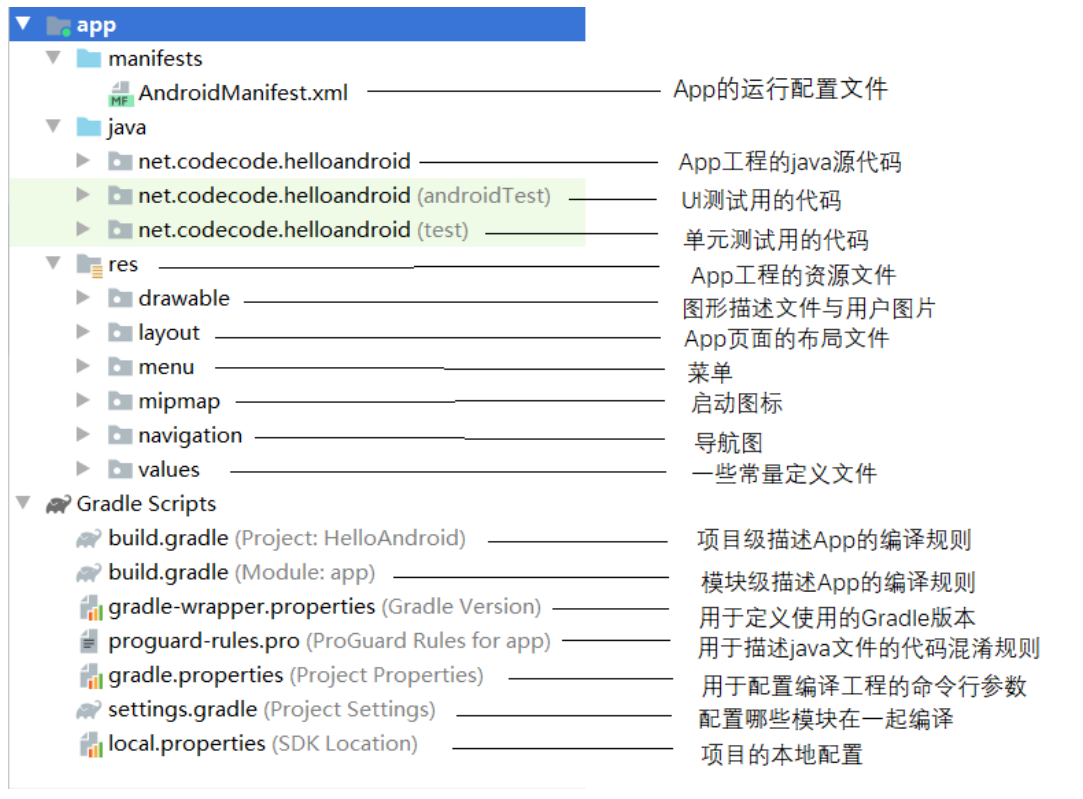 app
manifests
AndroidManifest.xml App的运行配置文件
java
net.codecode.helloandroid App工程的java源代码
net.codecode.helloandroid (androidTest) UI测试用的代码
net.codecode.helloandroid (test) 单元测试用的代码
res App工程的资源文件
drawable 图形描述文件与用户图片
layout App页面的布局文件
menu 菜单
mipmap 启动图标
navigation 导航图
values 一些常量定义文件
Gradle Scripts
build.gradle (Project: HelloAndroid) 项目级描述App的编译规则
build.gradle (Module: app) 模块级描述App的编译规则
gradle-wrapper.properties (Gradle Version) 用于定义使用的Gradle版本
proguard-rules.pro (ProGuard Rules for app) 用于描述java文件的代码混淆规则
gradle.properties (Project Properties) 用于配置编译工程的命令行参数
settings.gradle (Project Settings) 配置哪些模块在一起编译
local.properties (SDK Location) 项目的本地配置